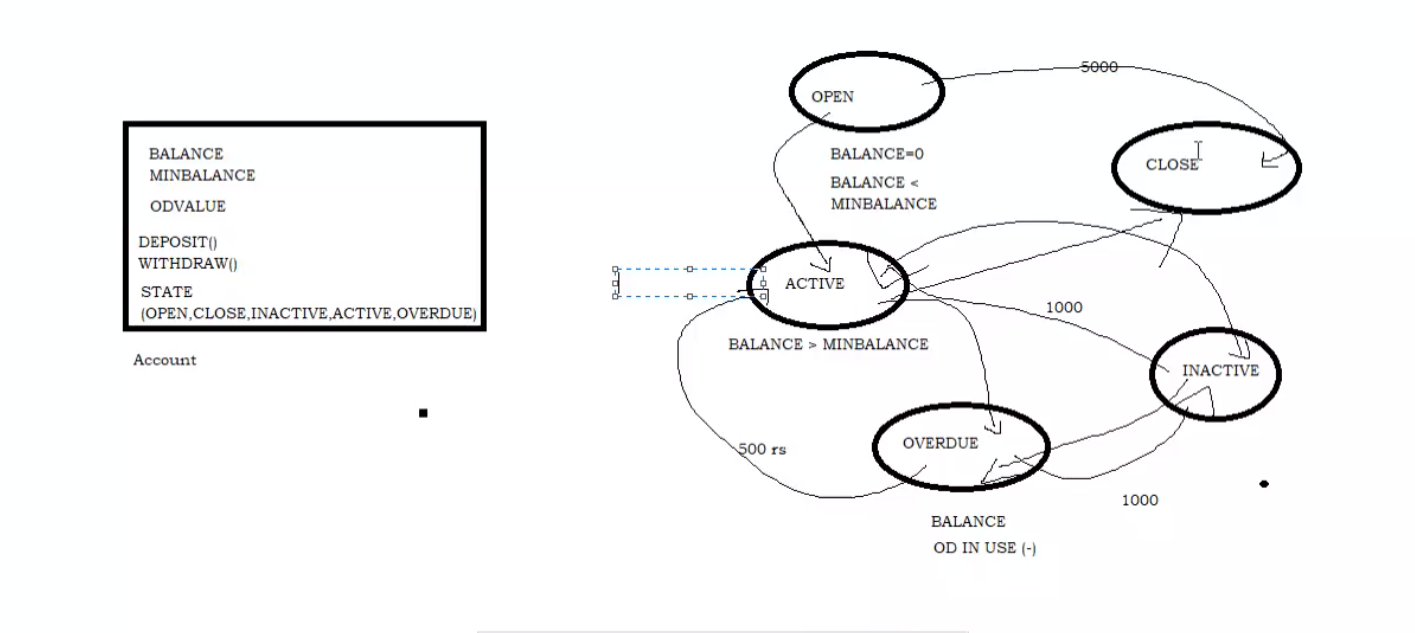 BALANCE
MINBALANCE
ODVALUE
DEPOSIT()
WITHDRAW()
STATE
(OPEN,CLOSE,INACTIVE,ACTIVE,OVERDUE)
Account
OPEN
5000
BALANCE=0
BALANCE <
MINBALANCE
CLOSE
ACTIVE
BALANCE > MINBALANCE
1000
INACTIVE
OVERDUE
500 rs
1000
BALANCE
OD IN USE (-)